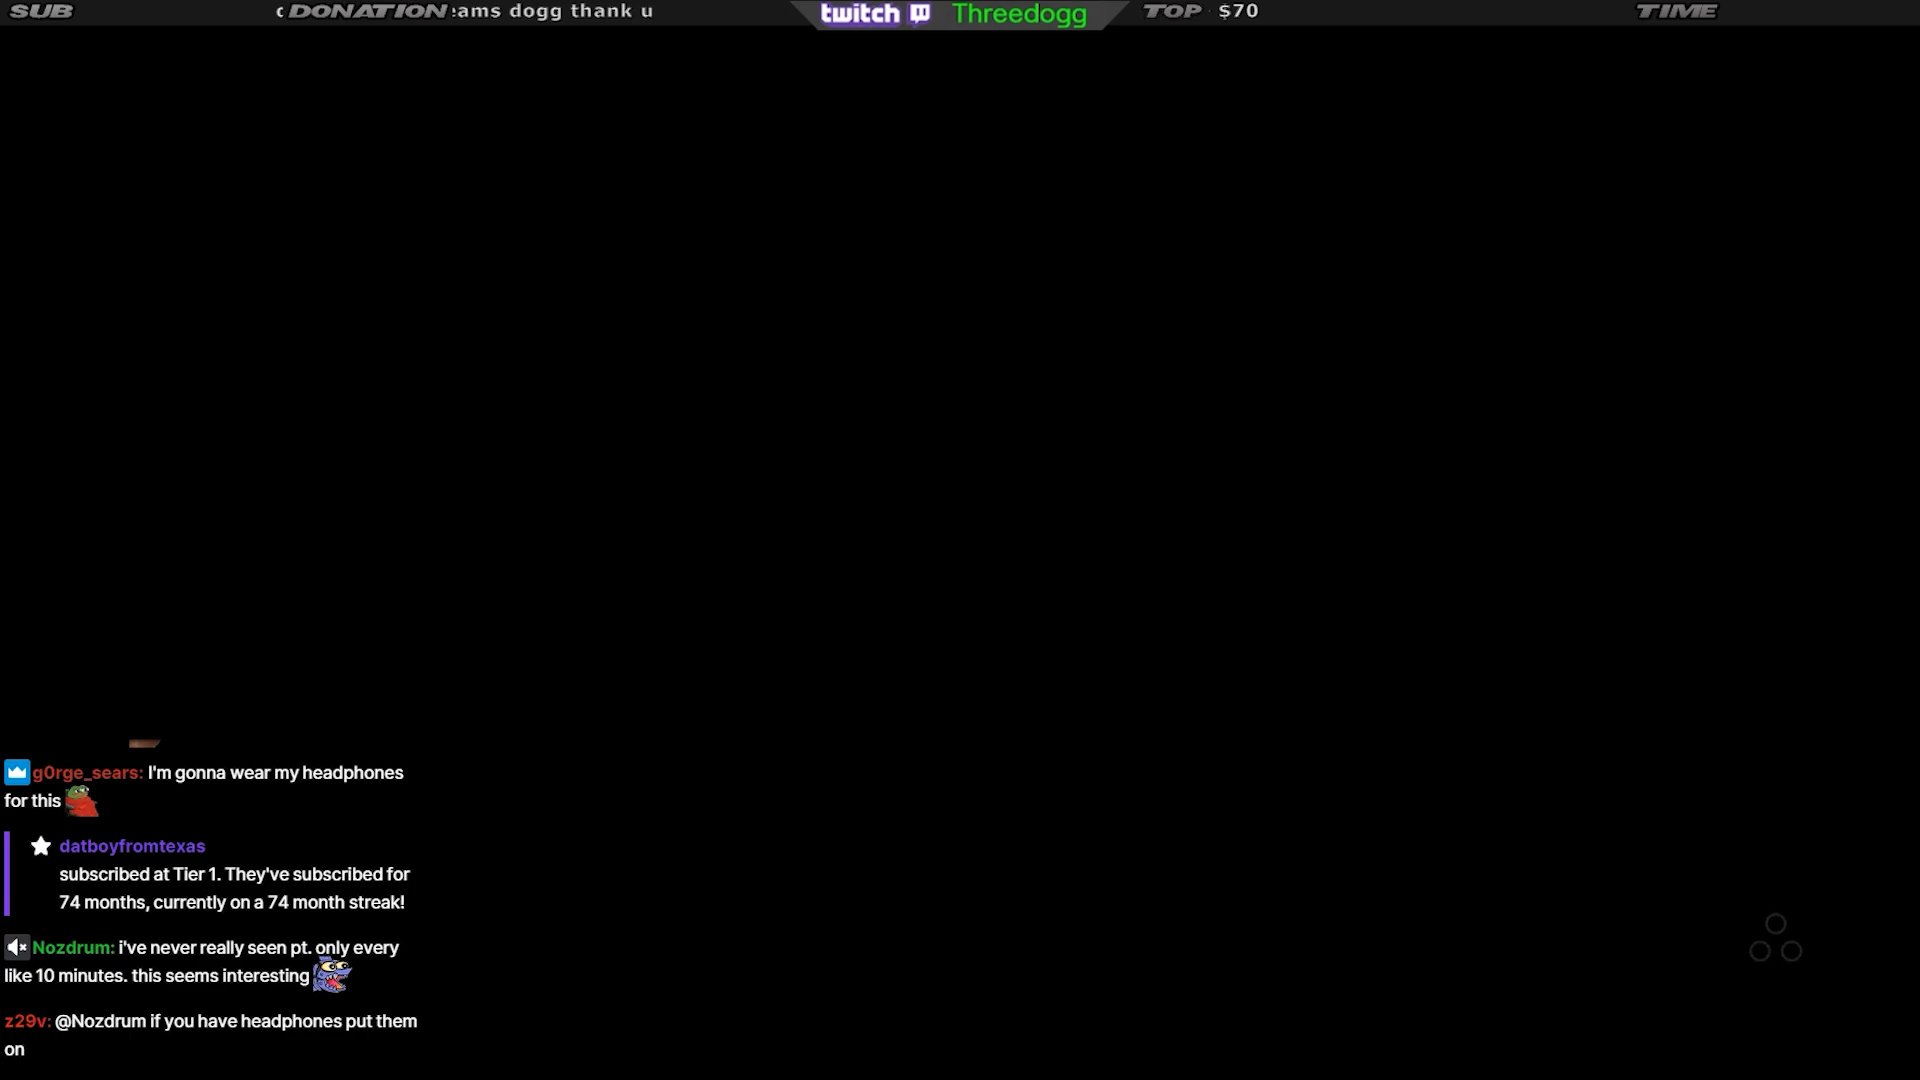 SUB
DONATION
ams dogg thank u
twitch
Threedogg
TOP
$70
TIME
g0rge_sears: I'm gonna wear my headphones
for this
datboyfromtexas
subscribed at Tier 1. They've subscribed for
74 months, currently on a 74 month streak!
Nozdrum: i've never really seen pt. only every
like 10 minutes. this seems interesting
z29v: @Nozdrum if you have headphones put them
on